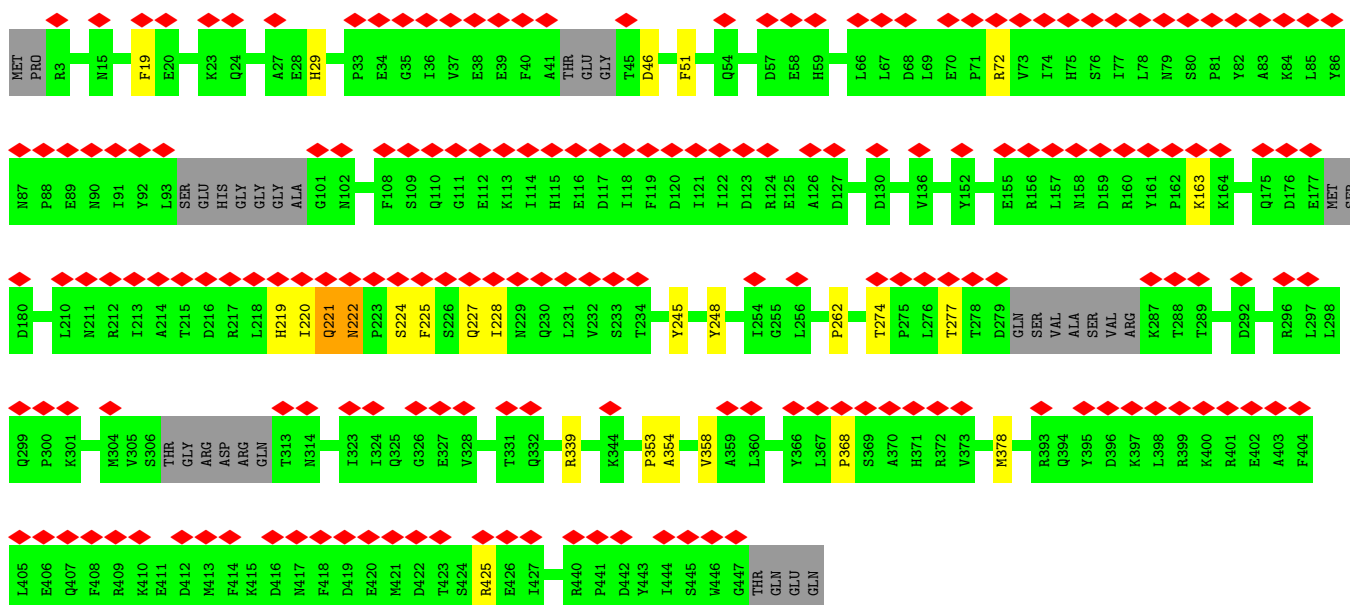 MET PRO R3 N15 F19 E20 K23 Q24 A27 E28 H29 P33 E34 G35 I36 V37 E38 E39 F40 A41 THR GLU GLY T45 D46 F51 Q54 D57 E58 H59 L66 L67 D68 L69 E70 P71 R72 V73 I74 H75 S76 I77 L78 N79 S80 P81 Y82 A83 K84 L85 Y86
N87 P88 E89 N90 I91 Y92 L93 SER GLU HIS GLY GLY GLY ALA G101 N102 F108 S109 Q110 G111 E112 K113 I114 H115 E116 D117 I118 F119 D120 I121 I122 D123 R124 E125 A126 D127 D130 V136 Y152 E155 R156 L157 N158 D159 R160 Y161 P162 K163 K164 Q175 D176 E177 MET SER
D180 L210 N211 R212 I213 A214 T215 D216 R217 L218 H219 I220 Q221 N222 P223 S224 F225 S226 Q227 I228 N229 Q230 L231 V232 S233 T234 Y245 Y248 I254 G255 L256 P262 T274 P275 L276 T277 T278 D279 GLN SER VAL ALA SER VAL ARG K287 T288 T289 D292 R296 L297 L298
Q299 P300 K301 M304 V305 S306 THR GLY ARG ASP ARG GLN T313 N314 I323 I324 Q325 G326 E327 V328 T331 Q332 R339 K344 P353 A354 V358 A359 L360 Y366 L367 P368 S369 A370 H371 R372 V373 M378 R393 Q394 Y395 D396 K397 L398 R399 K400 R401 E402 A403 F404
L405 E406 Q407 F408 R409 K410 E411 D412 M413 F414 K415 D416 N417 F418 D419 E420 M421 D422 T423 S424 R425 E426 I427 R440 P441 D442 Y443 I444 S445 W446 G447 THR GLN GLU GLN